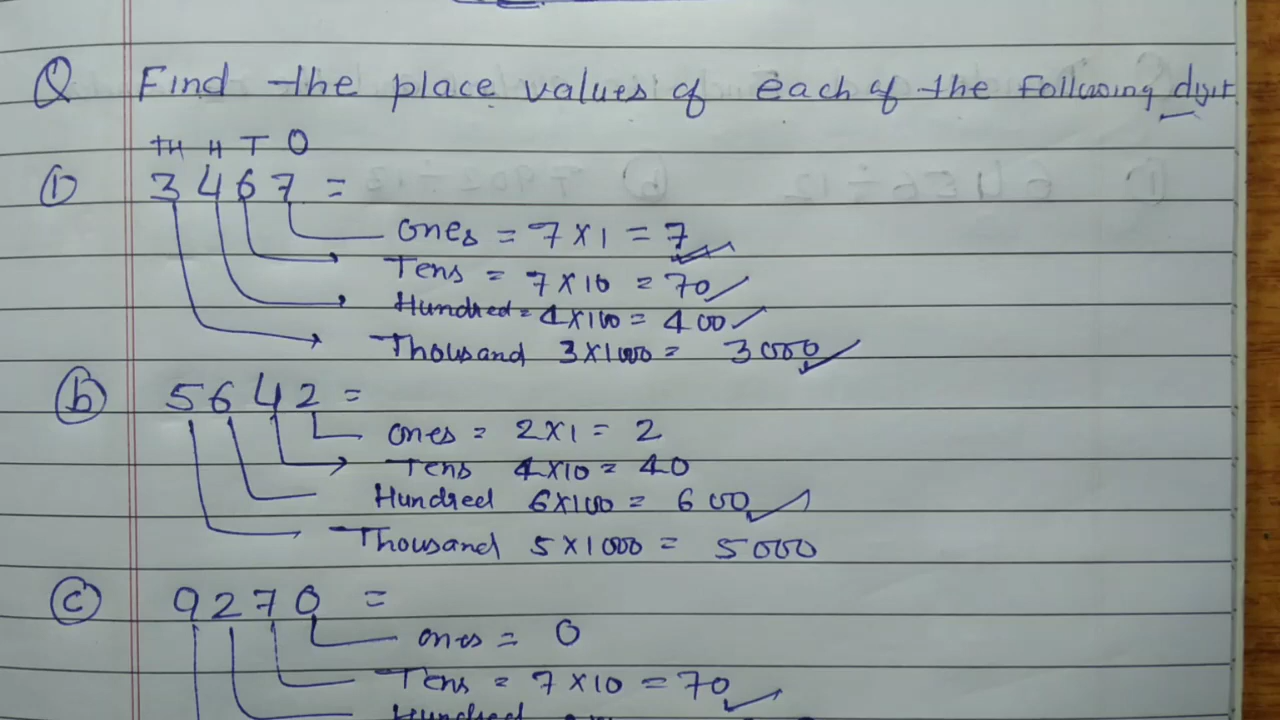 Q Find the place values of each of the following digit
TH H T O
① 3467 =
ones = 7 × 1 = 7
Tens = 7 × 10 = 70
Hundred = 4 × 100 = 400
Thousand 3 × 1000 = 3000
ⓑ 5642 =
ones = 2 × 1 = 2
Tens 4 × 10 = 40
Hundred 6 × 100 = 600
Thousand 5 × 1000 = 5000
ⓒ 9270 =
ones = 0
Tens = 7 × 10 = 70
Hundred